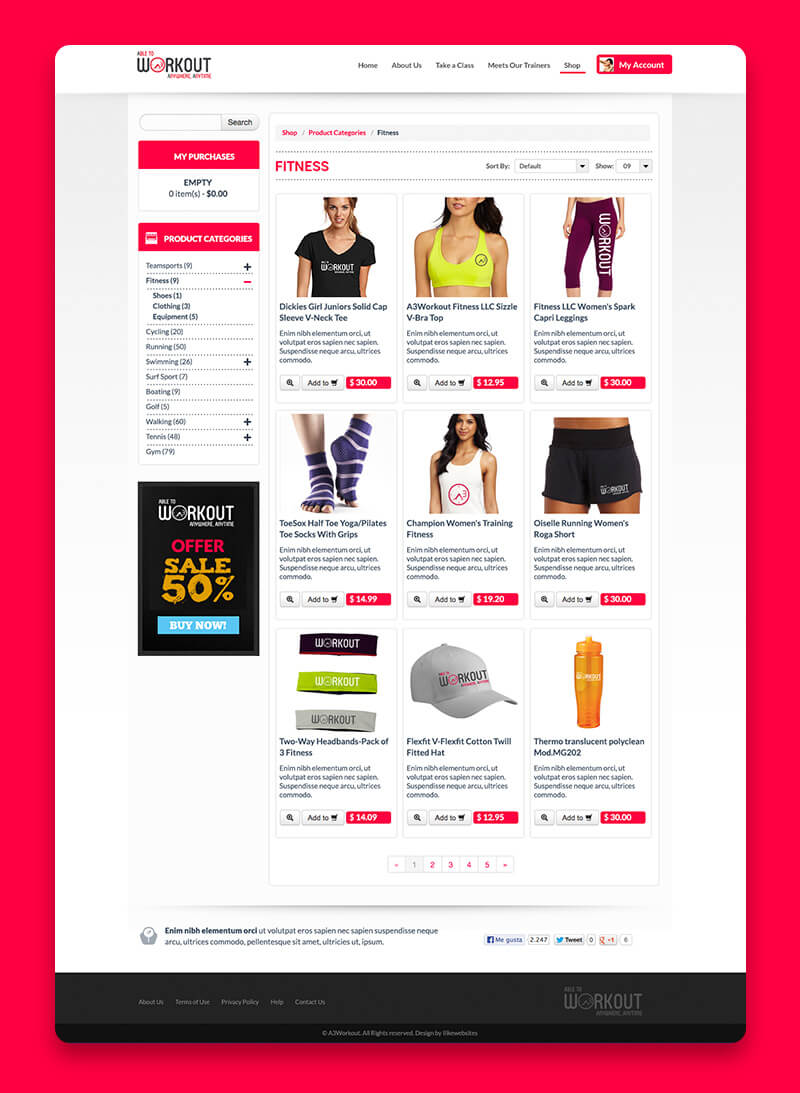 ABLE TO
WORKOUT
ANYWHERE, ANYTIME
Home About Us Take a Class Meets Our Trainers Shop My Account
Search
MY PURCHASES
EMPTY
0 item(s) - $0.00
PRODUCT CATEGORIES
Teamsports (9)
Fitness (9)
Shoes (1)
Clothing (3)
Equipment (5)
Cycling (20)
Running (50)
Swimming (26)
Surf Sport (7)
Boating (9)
Golf (5)
Walking (60)
Tennis (48)
Gym (79)
ABLE TO
WORKOUT
ANYWHERE, ANYTIME
OFFER
SALE
50%
BUY NOW!
Shop / Product Categories / Fitness
FITNESS
Sort By: Default Show: 09
WORKOUT
WORKOUT
Dickies Girl Juniors Solid Cap
Sleeve V-Neck Tee
Enim nibh elementum orci, ut
volutpat eros sapien nec sapien.
Suspendisse neque arcu, ultrices
commodo.
Add to $ 30.00
A3Workout Fitness LLC Sizzle
V-Bra Top
Enim nibh elementum orci, ut
volutpat eros sapien nec sapien.
Suspendisse neque arcu, ultrices
commodo.
Add to $ 12.95
Fitness LLC Women's Spark
Capri Leggings
Enim nibh elementum orci, ut
volutpat eros sapien nec sapien.
Suspendisse neque arcu, ultrices
commodo.
Add to $ 30.00
WORKOUT
ToeSox Half Toe Yoga/Pilates
Toe Socks With Grips
Enim nibh elementum orci, ut
volutpat eros sapien nec sapien.
Suspendisse neque arcu, ultrices
commodo.
Add to $ 14.99
Champion Women's Training
Fitness
Enim nibh elementum orci, ut
volutpat eros sapien nec sapien.
Suspendisse neque arcu, ultrices
commodo.
Add to $ 19.20
Oiselle Running Women's
Roga Short
Enim nibh elementum orci, ut
volutpat eros sapien nec sapien.
Suspendisse neque arcu, ultrices
commodo.
Add to $ 30.00
WORKOUT
WORKOUT
WORKOUT
WORKOUT
WORKOUT
Two-Way Headbands-Pack of
3 Fitness
Enim nibh elementum orci, ut
volutpat eros sapien nec sapien.
Suspendisse neque arcu, ultrices
commodo.
Add to $ 14.09
Flexfit V-Flexfit Cotton Twill
Fitted Hat
Enim nibh elementum orci, ut
volutpat eros sapien nec sapien.
Suspendisse neque arcu, ultrices
commodo.
Add to $ 12.95
Thermo translucent polyclean
Mod.MG202
Enim nibh elementum orci, ut
volutpat eros sapien nec sapien.
Suspendisse neque arcu, ultrices
commodo.
Add to $ 30.00
« 1 2 3 4 5 »
Enim nibh elementum orci ut volutpat eros sapien nec sapien suspendisse neque
arcu, ultrices commodo, pellentesque sit amet, ultricies ut, ipsum.
Me gusta 2.247 Tweet 0 g +1 6
About Us Terms of Use Privacy Policy Help Contact Us
ABLE TO
WORKOUT
ANYWHERE, ANYTIME
© A3Workout. All Rights reserved. Design by ilikewebsites